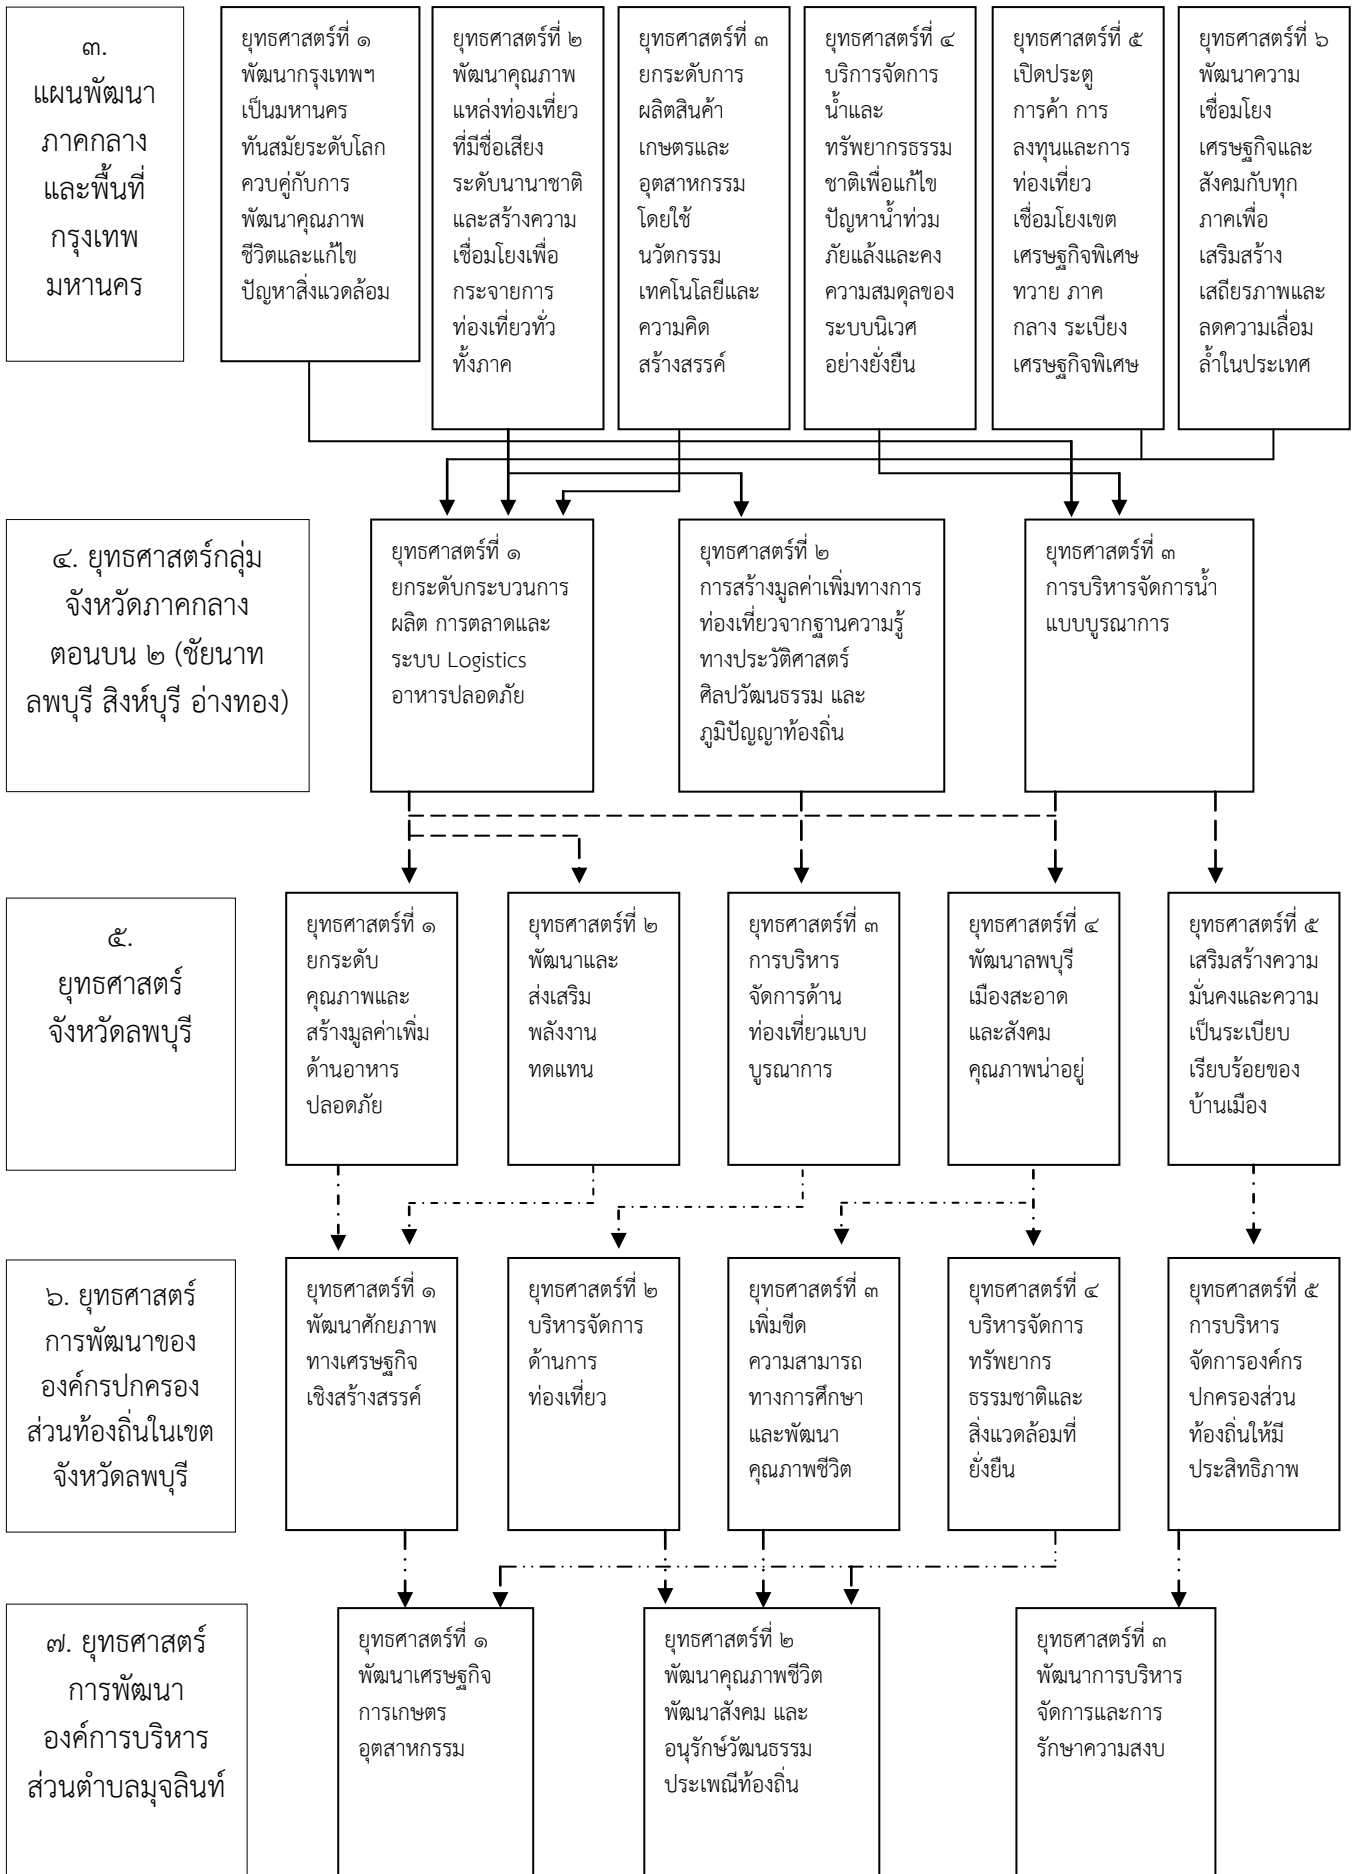 ๓.
แผนพัฒนา
ภาคกลาง
และพื้นที่
กรุงเทพ
มหานคร
ยุทธศาสตร์ที่ ๑
พัฒนากรุงเทพฯ
เป็นมหานคร
ทันสมัยระดับโลก
ควบคู่กับการ
พัฒนาคุณภาพ
ชีวิตและแก้ไข
ปัญหาสิ่งแวดล้อม
ยุทธศาสตร์ที่ ๒
พัฒนาคุณภาพ
แหล่งท่องเที่ยว
ที่มีชื่อเสียง
ระดับนานาชาติ
และสร้างความ
เชื่อมโยงเพื่อ
กระจายการ
ท่องเที่ยวทั่ว
ทั้งภาค
ยุทธศาสตร์ที่ ๓
ยกระดับการ
ผลิตสินค้า
เกษตรและ
อุตสาหกรรม
โดยใช้
นวัตกรรม
เทคโนโลยีและ
ความคิด
สร้างสรรค์
ยุทธศาสตร์ที่ ๔
บริการจัดการ
น้ำและ
ทรัพยากรธรรม
ชาติเพื่อแก้ไข
ปัญหาน้ำท่วม
ภัยแล้งและคง
ความสมดุลของ
ระบบนิเวศ
อย่างยั่งยืน
ยุทธศาสตร์ที่ ๕
เปิดประตู
การค้า การ
ลงทุนและการ
ท่องเที่ยว
เชื่อมโยงเขต
เศรษฐกิจพิเศษ
ทวาย ภาค
กลาง ระเบียง
เศรษฐกิจพิเศษ
ยุทธศาสตร์ที่ ๖
พัฒนาความ
เชื่อมโยง
เศรษฐกิจและ
สังคมกับทุก
ภาคเพื่อ
เสริมสร้าง
เสถียรภาพและ
ลดความเลื่อม
ล้ำในประเทศ
๔. ยุทธศาสตร์กลุ่ม
จังหวัดภาคกลาง
ตอนบน ๒ (ชัยนาท
ลพบุรี สิงห์บุรี อ่างทอง)
ยุทธศาสตร์ที่ ๑
ยกระดับกระบวนการ
ผลิต การตลาดและ
ระบบ Logistics
อาหารปลอดภัย
ยุทธศาสตร์ที่ ๒
การสร้างมูลค่าเพิ่มทางการ
ท่องเที่ยวจากฐานความรู้
ทางประวัติศาสตร์
ศิลปวัฒนธรรม และ
ภูมิปัญญาท้องถิ่น
ยุทธศาสตร์ที่ ๓
การบริหารจัดการน้ำ
แบบบูรณาการ
๕.
ยุทธศาสตร์
จังหวัดลพบุรี
ยุทธศาสตร์ที่ ๑
ยกระดับ
คุณภาพและ
สร้างมูลค่าเพิ่ม
ด้านอาหาร
ปลอดภัย
ยุทธศาสตร์ที่ ๒
พัฒนาและ
ส่งเสริม
พลังงาน
ทดแทน
ยุทธศาสตร์ที่ ๓
การบริหาร
จัดการด้าน
ท่องเที่ยวแบบ
บูรณาการ
ยุทธศาสตร์ที่ ๔
พัฒนาลพบุรี
เมืองสะอาด
และสังคม
คุณภาพน่าอยู่
ยุทธศาสตร์ที่ ๕
เสริมสร้างความ
มั่นคงและความ
เป็นระเบียบ
เรียบร้อยของ
บ้านเมือง
๖. ยุทธศาสตร์
การพัฒนาของ
องค์กรปกครอง
ส่วนท้องถิ่นในเขต
จังหวัดลพบุรี
ยุทธศาสตร์ที่ ๑
พัฒนาศักยภาพ
ทางเศรษฐกิจ
เชิงสร้างสรรค์
ยุทธศาสตร์ที่ ๒
บริหารจัดการ
ด้านการ
ท่องเที่ยว
ยุทธศาสตร์ที่ ๓
เพิ่มขีด
ความสามารถ
ทางการศึกษา
และพัฒนา
คุณภาพชีวิต
ยุทธศาสตร์ที่ ๔
บริหารจัดการ
ทรัพยากร
ธรรมชาติและ
สิ่งแวดล้อมที่
ยั่งยืน
ยุทธศาสตร์ที่ ๕
การบริหาร
จัดการองค์กร
ปกครองส่วน
ท้องถิ่นให้มี
ประสิทธิภาพ
๗. ยุทธศาสตร์
การพัฒนา
องค์การบริหาร
ส่วนตำบลมุจลินท์
ยุทธศาสตร์ที่ ๑
พัฒนาเศรษฐกิจ
การเกษตร
อุตสาหกรรม
ยุทธศาสตร์ที่ ๒
พัฒนาคุณภาพชีวิต
พัฒนาสังคม และ
อนุรักษ์วัฒนธรรม
ประเพณีท้องถิ่น
ยุทธศาสตร์ที่ ๓
พัฒนาการบริหาร
จัดการและการ
รักษาความสงบ